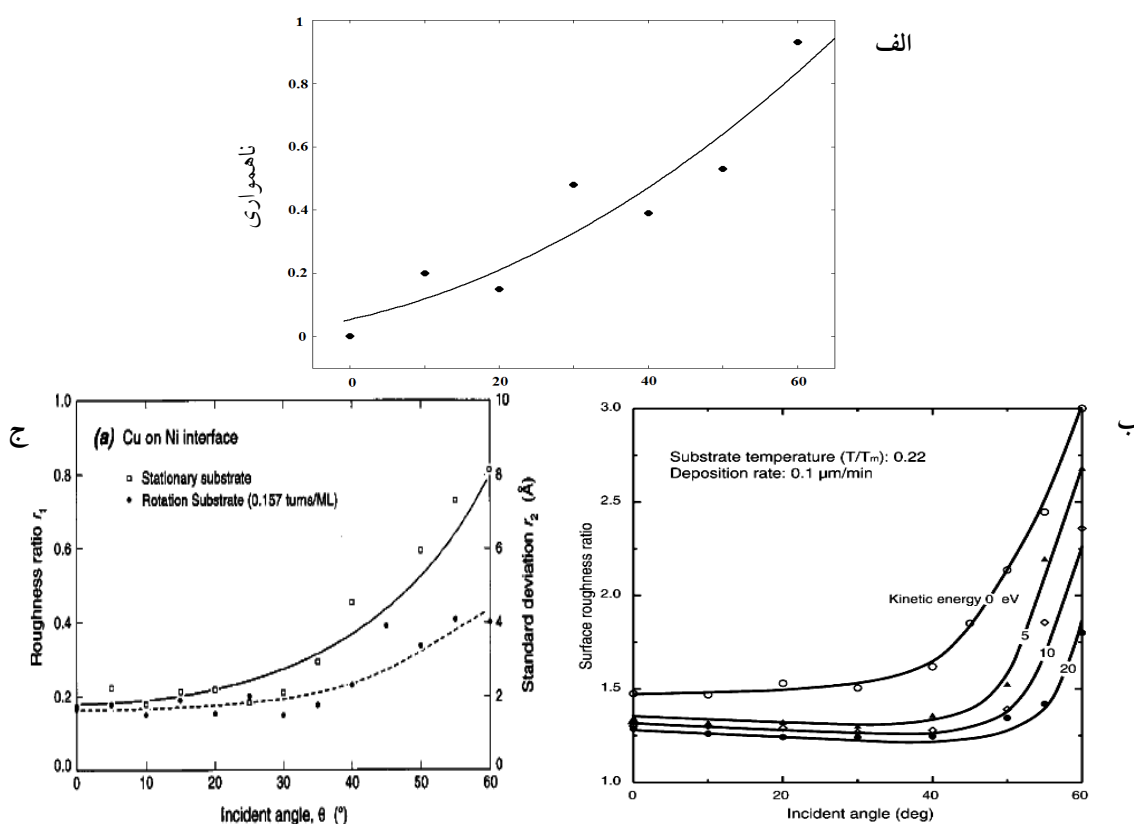 الف
1
0.8
0.6
0.4
0.2
0
ناهمواری
0 20 40 60
ج
1.0
0.8
0.6
0.4
0.2
0.0
Roughness ratio r1
(a) Cu on Ni interface
Stationary substrate
Rotation Substrate (0.157 turns/ML)
10
8
6
4
2
0
Standard deviation r2 (Å)
0 10 20 30 40 50 60
Incident angle, θ (°)
ب
3.0
2.5
2.0
1.5
1.0
Surface roughness ratio
Substrate temperature (T/Tm): 0.22
Deposition rate: 0.1 μm/min
Kinetic energy 0 eV
5
10
20
0 20 40 60
Incident angle (deg)